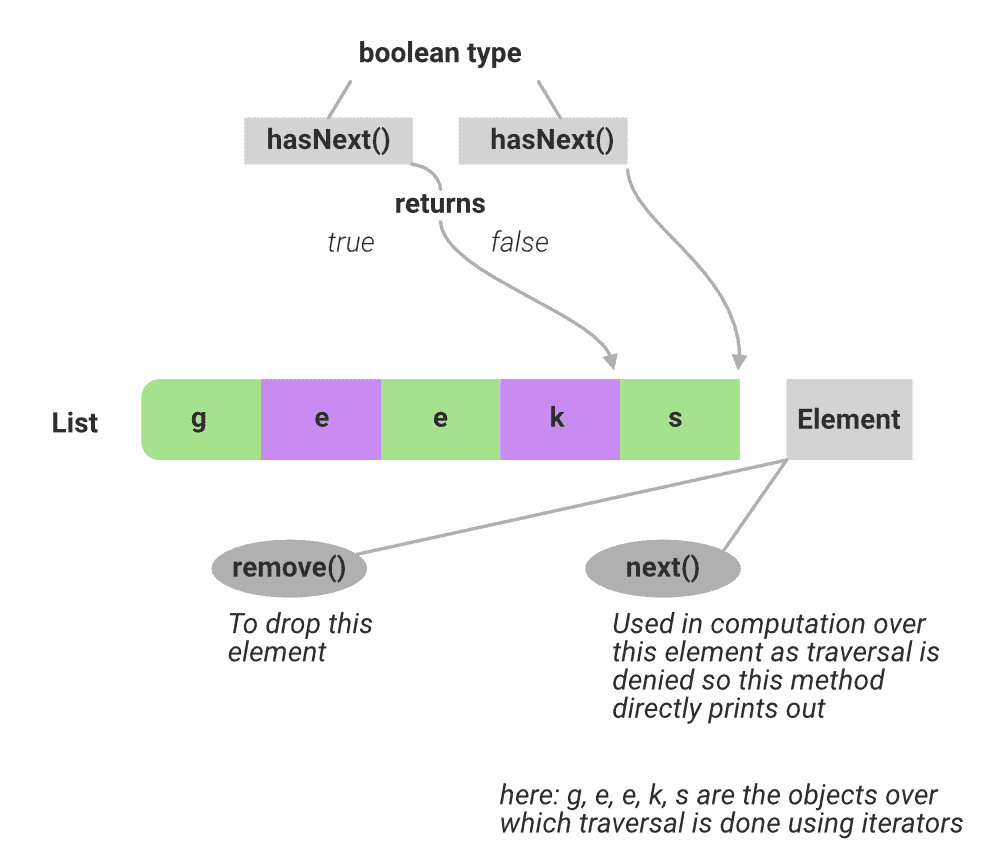 boolean type
hasNext() hasNext()
returns
true false
List g e e k s Element
remove() next()
To drop this
element
Used in computation over
this element as traversal is
denied so this method
directly prints out
here: g, e, e, k, s are the objects over
which traversal is done using iterators